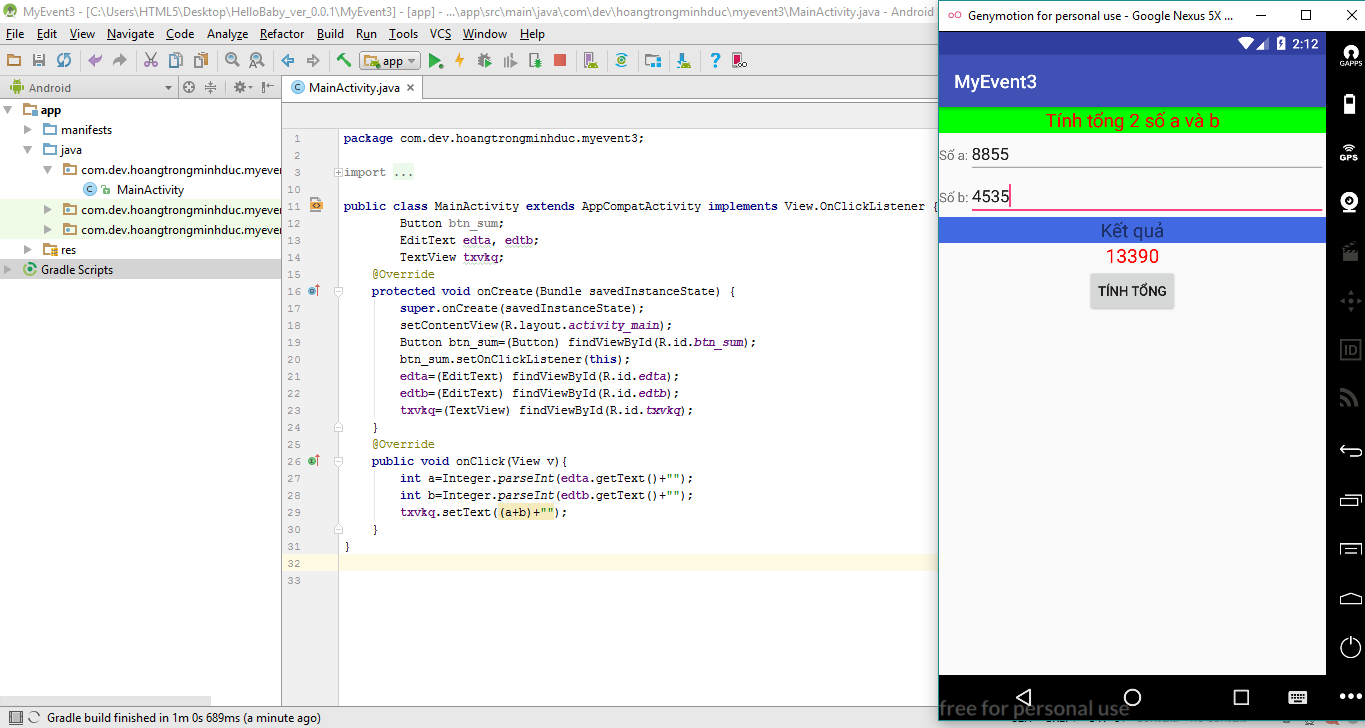 MyEvent3 - [C:\Users\HTML5\Desktop\HelloBaby_ver_0.0.1\MyEvent3] - [app] - ...\app\src\main\java\com\dev\hoangtrongminhduc\myevent3\MainActivity.java - Android
File Edit View Navigate Code Analyze Refactor Build Run Tools VCS Window Help
app
Android
MainActivity.java
app
manifests
java
com.dev.hoangtrongminhduc.myeven
MainActivity
com.dev.hoangtrongminhduc.myeven
com.dev.hoangtrongminhduc.myeven
res
Gradle Scripts
1 package com.dev.hoangtrongminhduc.myevent3;
2
3 import ...
10
11 public class MainActivity extends AppCompatActivity implements View.OnClickListener {
12 Button btn_sum;
13 EditText edta, edtb;
14 TextView txvkq;
15 @Override
16 protected void onCreate(Bundle savedInstanceState) {
17 super.onCreate(savedInstanceState);
18 setContentView(R.layout.activity_main);
19 Button btn_sum=(Button) findViewById(R.id.btn_sum);
20 btn_sum.setOnClickListener(this);
21 edta=(EditText) findViewById(R.id.edta);
22 edtb=(EditText) findViewById(R.id.edtb);
23 txvkq=(TextView) findViewById(R.id.txvkq);
24 }
25 @Override
26 public void onClick(View v){
27 int a=Integer.parseInt(edta.getText()+"");
28 int b=Integer.parseInt(edtb.getText()+"");
29 txvkq.setText((a+b)+"");
30 }
31 }
32
33
Gradle build finished in 1m 0s 689ms (a minute ago)
Genymotion for personal use - Google Nexus 5X ...
2:12
MyEvent3
Tính tổng 2 số a và b
Số a: 8855
Số b: 4535
Kết quả
13390
TÍNH TỔNG
free for personal use
GAPPS
GPS
ID